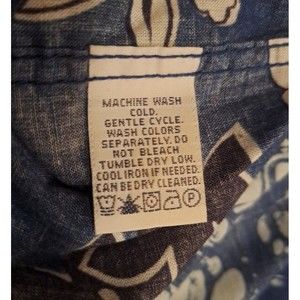 MACHINE WASH
COLD,
GENTLE CYCLE.
WASH COLORS
SEPARATELY. DO
NOT BLEACH
TUMBLE DRY LOW.
COOL IRON IF NEEDED.
CAN BE DRY CLEANED.
P